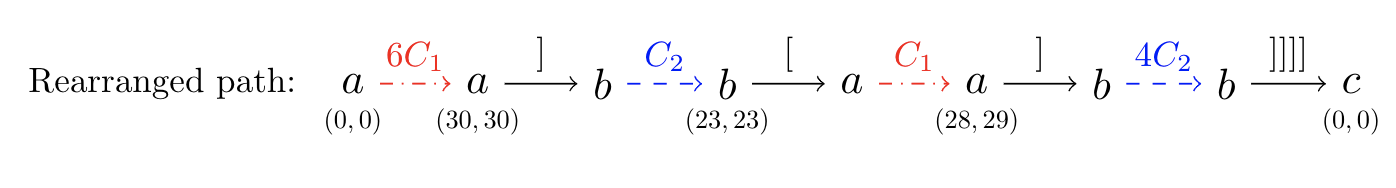 6C₁ ] C₂ [ C₁ ] 4C₂ ]]]]
Rearranged path: a a b b a a b b c
(0, 0) (30, 30) (23, 23) (28, 29) (0, 0)